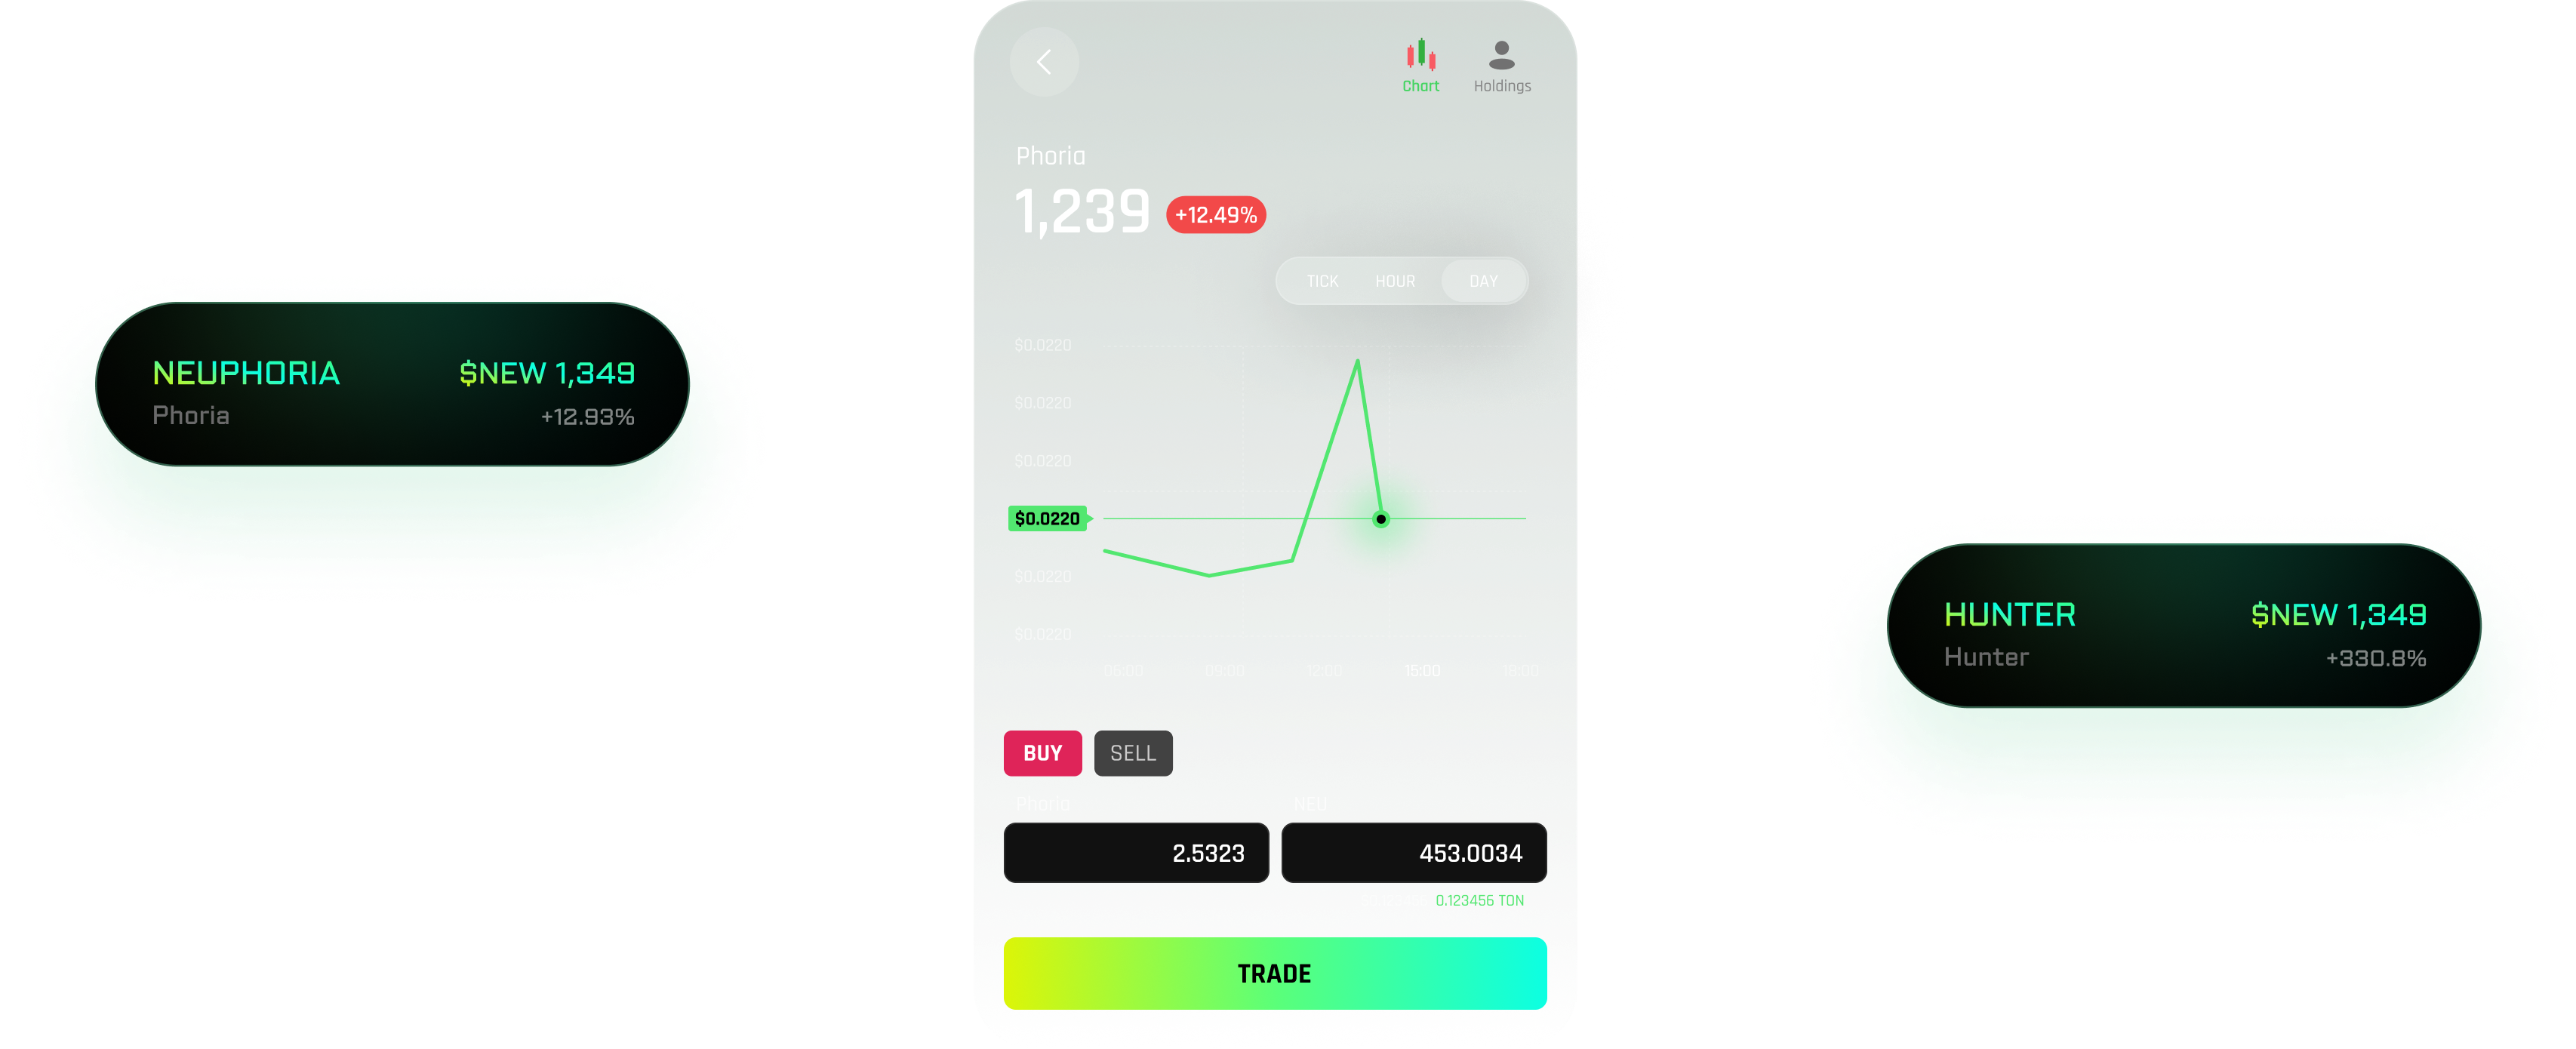 NEUPHORIA
$NEW 1,349
Phoria
+12.93%
Chart
Holdings
Phoria
1,239
+12.49%
TICK
HOUR
DAY
$0.0220
$0.0220
$0.0220
$0.0220
$0.0220
$0.0220
06:00
09:00
12:00
15:00
18:00
BUY
SELL
Phoria
NEU
2.5323
453.0034
0.123456 TON
TRADE
HUNTER
$NEW 1,349
Hunter
+330.8%